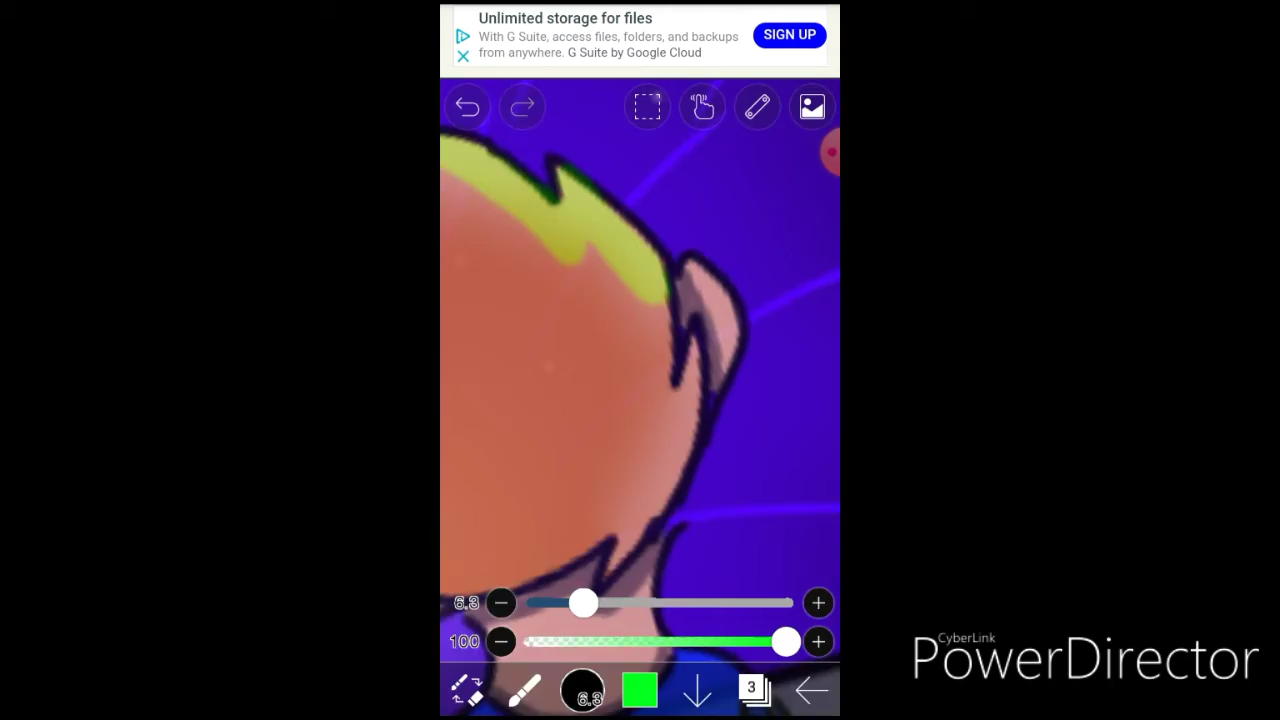 Unlimited storage for files
With G Suite, access files, folders, and backups
from anywhere. G Suite by Google Cloud
SIGN UP
6.3
100
6.3
3
CyberLink
PowerDirector